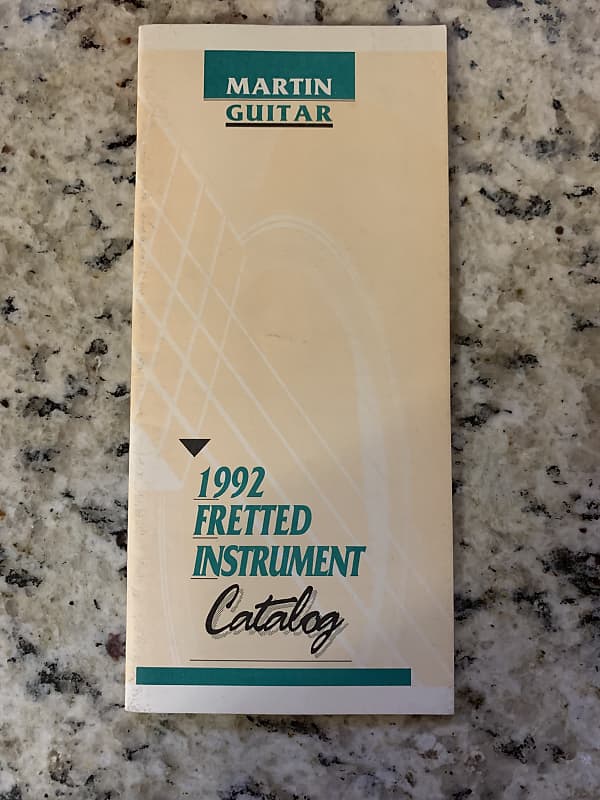 MARTIN
GUITAR
1992
FRETTED
INSTRUMENT
Catalog